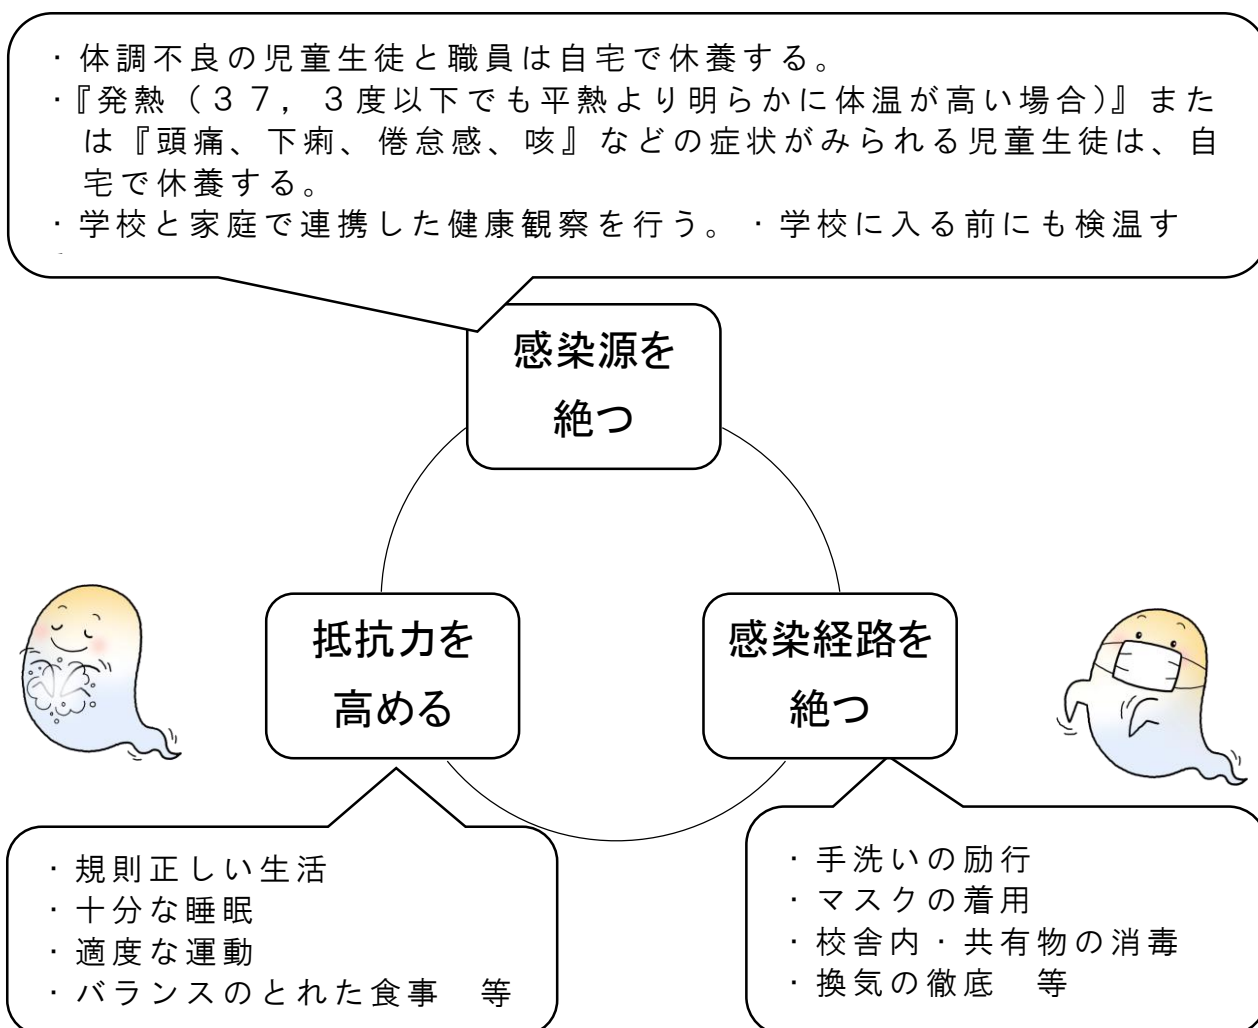 ・体調不良の児童生徒と職員は自宅で休養する。
・『発熱（３７，３度以下でも平熱より明らかに体温が高い場合)』また
は『頭痛、下痢、倦怠感、咳』などの症状がみられる児童生徒は、自
宅で休養する。
・学校と家庭で連携した健康観察を行う。・学校に入る前にも検温す
感染源を
絶つ
抵抗力を
高める
感染経路を
絶つ
・規則正しい生活
・十分な睡眠
・適度な運動
・バランスのとれた食事　等
・手洗いの励行
・マスクの着用
・校舎内・共有物の消毒
・換気の徹底　等